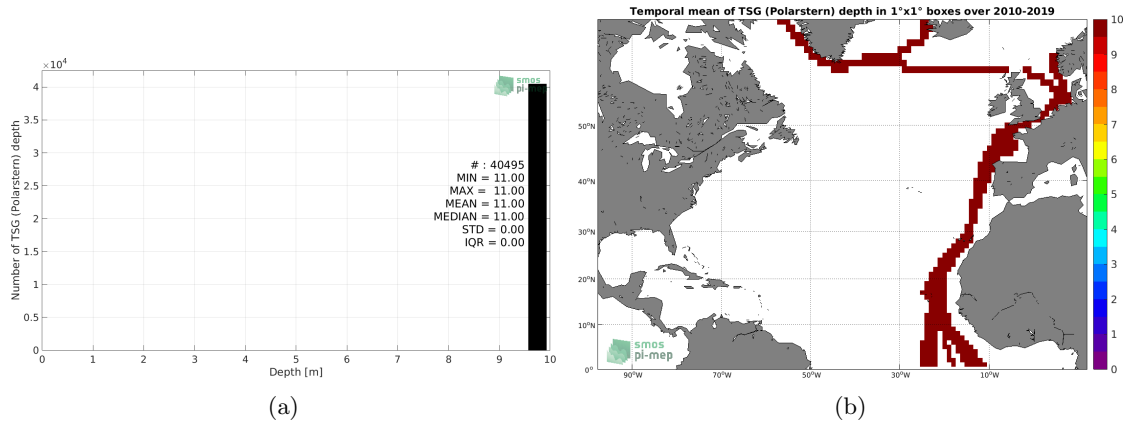 ×10⁴
4
3.5
3
2.5
2
1.5
1
0.5
0
Number of TSG (Polarstern) depth
smos
pi-mep
# : 40495
MIN = 11.00
MAX = 11.00
MEAN = 11.00
MEDIAN = 11.00
STD = 0.00
IQR = 0.00
0 1 2 3 4 5 6 7 8 9 10
Depth [m]
(a)
Temporal mean of TSG (Polarstern) depth in 1°x1° boxes over 2010-2019
50°N
40°N
30°N
20°N
10°N
0°
90°W 70°W 50°W 30°W 10°W
smos
pi-mep
10
9
8
7
6
5
4
3
2
1
0
(b)